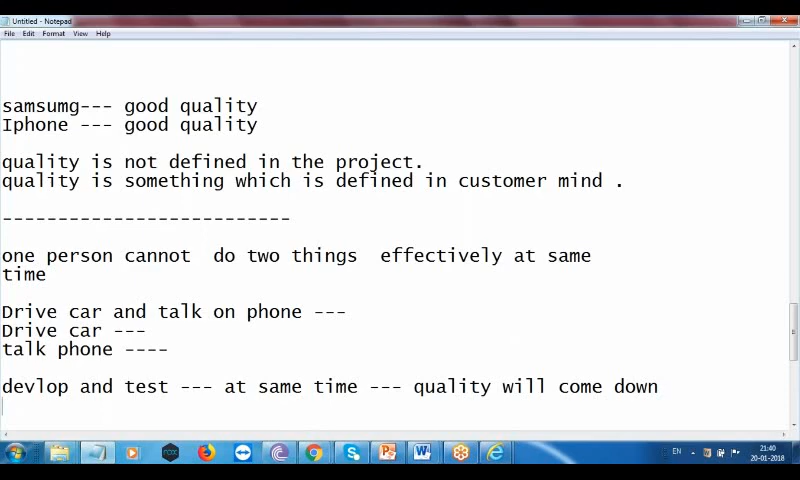 Untitled - Notepad
File Edit Format View Help
samsumg--- good quality
Iphone --- good quality
quality is not defined in the project.
quality is something which is defined in customer mind .
--------------------------
one person cannot  do two things  effectively at same
time
Drive car and talk on phone ---
Drive car ---
talk phone ----
devlop and test --- at same time --- quality will come down
EN
21:40
20-01-2018